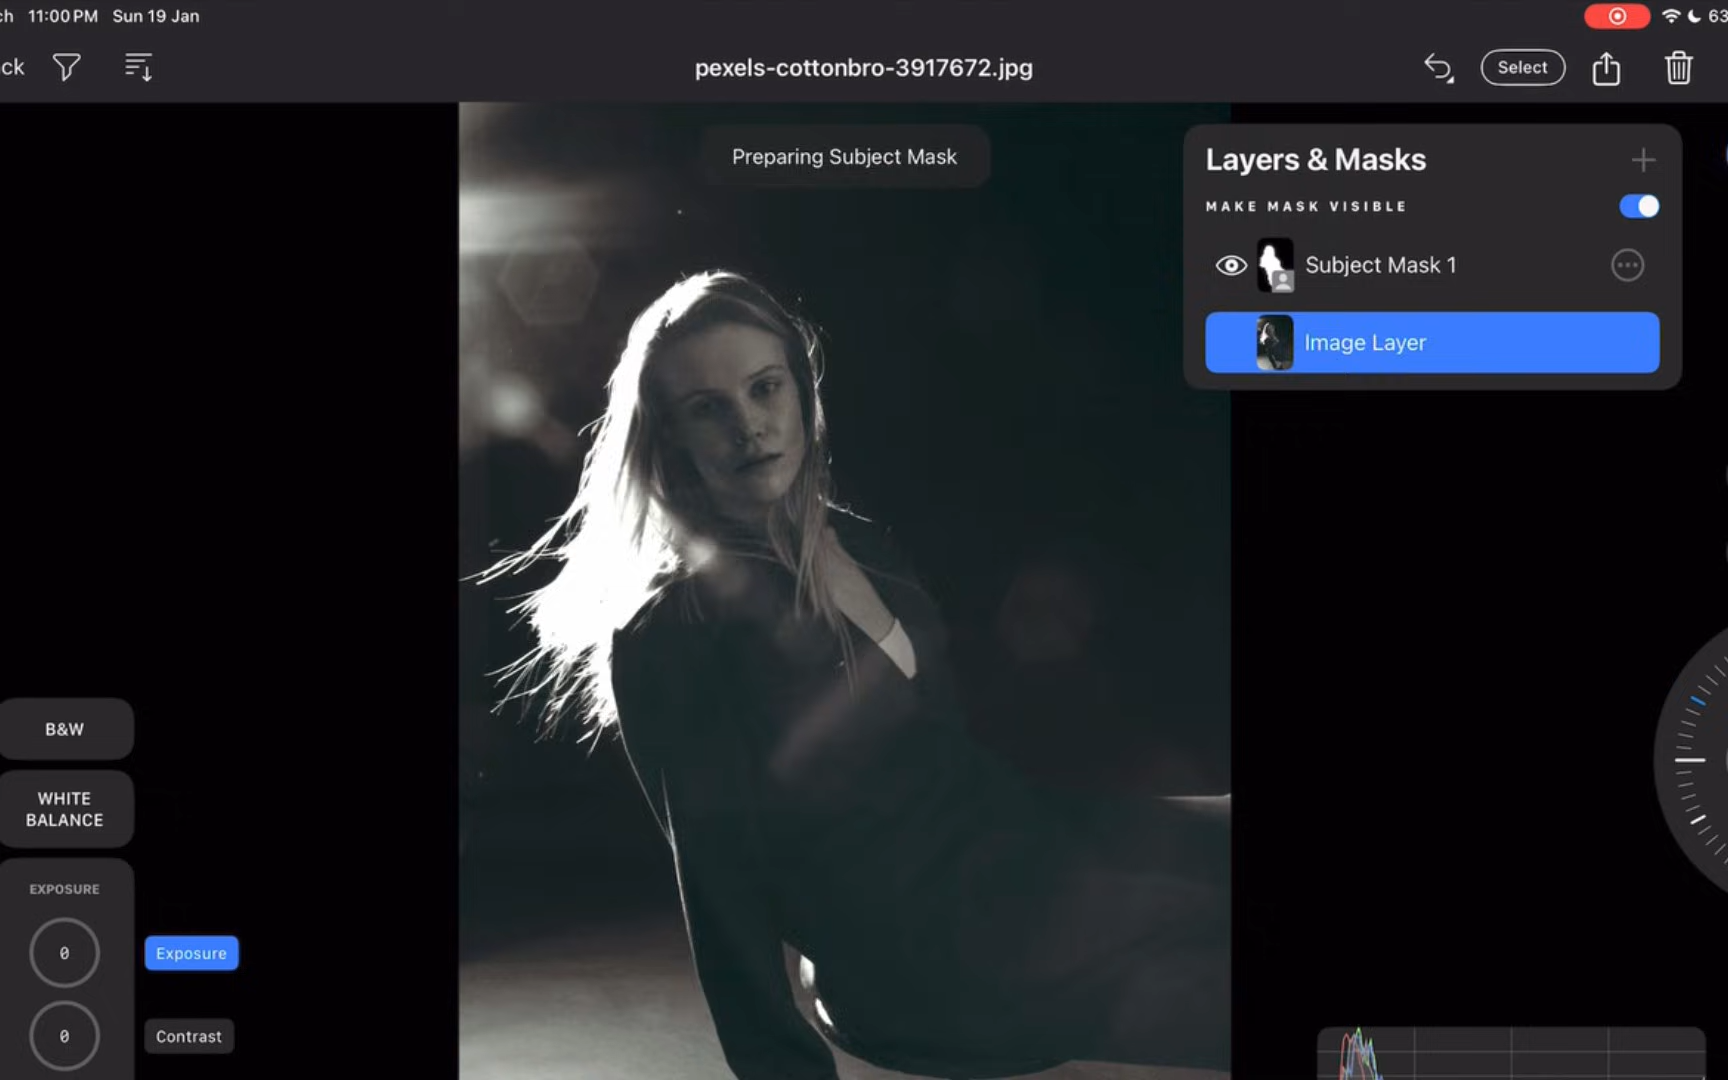 ch 11:00 PM Sun 19 Jan
63
ck
pexels-cottonbro-3917672.jpg
Select
Preparing Subject Mask
Layers & Masks
MAKE MASK VISIBLE
Subject Mask 1
Image Layer
B&W
WHITE
BALANCE
EXPOSURE
0
Exposure
0
Contrast